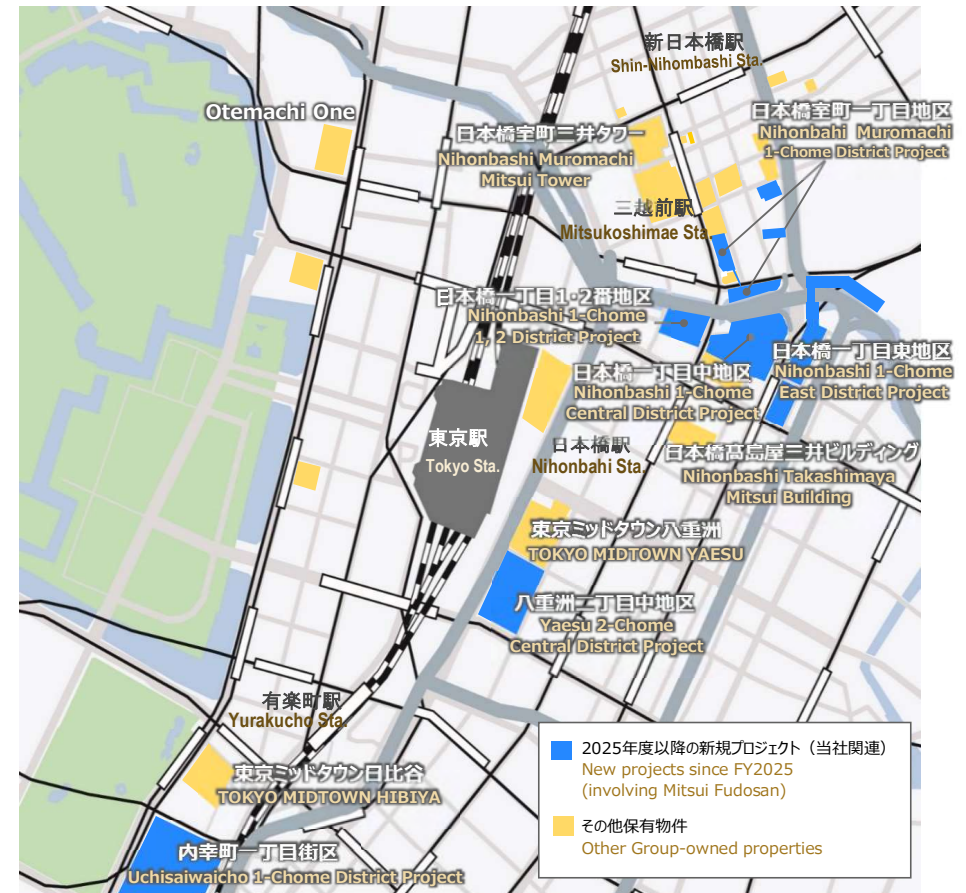 新日本橋駅
Shin-Nihombashi Sta.
Otemachi One
日本橋室町一丁目地区
Nihonbahi Muromachi
1-Chome District Project
日本橋室町三井タワー
Nihonbashi Muromachi
Mitsui Tower
三越前駅
Mitsukoshimae Sta.
日本橋一丁目1・2番地区
Nihonbashi 1-Chome
1, 2 District Project
日本橋一丁目中地区
Nihonbashi 1-Chome
Central District Project
日本橋一丁目東地区
Nihonbashi 1-Chome
East District Project
東京駅
Tokyo Sta.
日本橋駅
Nihonbahi Sta.
日本橋髙島屋三井ビルディング
Nihonbashi Takashimaya
Mitsui Building
東京ミッドタウン八重洲
TOKYO MIDTOWN YAESU
八重洲二丁目中地区
Yaesu 2-Chome
Central District Project
有楽町駅
Yurakucho Sta.
東京ミッドタウン日比谷
TOKYO MIDTOWN HIBIYA
内幸町一丁目街区
Uchisaiwaicho 1-Chome District Project
2025年度以降の新規プロジェクト（当社関連）
New projects since FY2025
(involving Mitsui Fudosan)
その他保有物件
Other Group-owned properties